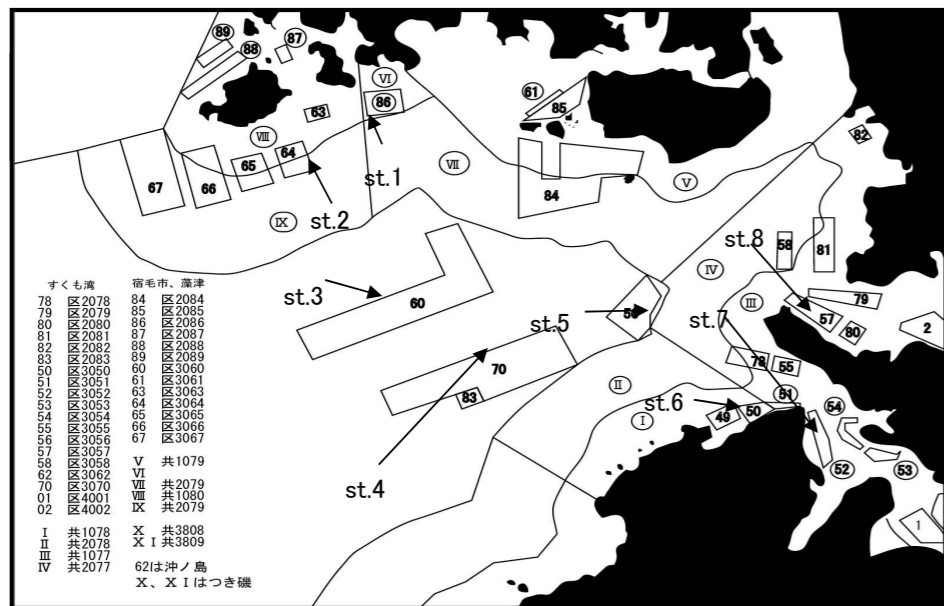 89
88
87
Ⅵ
86
63
61
85
82
Ⅷ
67
66
65
64
st.1
st.2
Ⅶ
84
Ⅴ
Ⅸ
st.8
58
81
Ⅳ
Ⅲ
79
57
80
2
st.3
60
st.5
st.7
78
55
70
83
Ⅱ
51
54
st.6
49
50
Ⅰ
52
53
st.4
1
すくも湾
78 区2078
79 区2079
80 区2080
81 区2081
82 区2082
83 区2083
50 区3050
51 区3051
52 区3052
53 区3053
54 区3054
55 区3055
56 区3056
57 区3057
58 区3058
62 区3062
70 区3070
01 区4001
02 区4002
Ⅰ 共1078
Ⅱ 共2078
Ⅲ 共1077
Ⅳ 共2077
宿毛市、藻津
84 区2084
85 区2085
86 区2086
87 区2087
88 区2088
89 区2089
60 区3060
61 区3061
63 区3063
64 区3064
65 区3065
66 区3066
67 区3067
Ⅴ 共1079
Ⅵ
Ⅶ 共2079
Ⅷ 共1080
Ⅸ 共2079
Ⅹ 共3808
ⅩⅠ共3809
62は沖ノ島
Ⅹ、ⅩⅠはつき磯